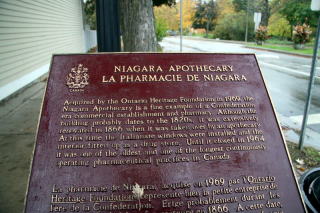 NIAGARA APOTHECARY
LA PHARMACIE DE NIAGARA
Acquired by the Ontario Heritage Foundation in 1969, the
Niagara Apothecary is a fine example of a Confederation
era commercial establishment and pharmacy. Although the
building probably dates to the 1820s, it was extensively
renovated in 1866 when it was taken over by an apothecary.
At this time the Italianate windows were installed and the
interior fitted up as a drug store. Until it closed in 1964,
it was one of the oldest and one of the longest continuously
operating pharmaceutical practices in Canada.
La pharmacie de Niagara, acquise en 1969 par l'Ontario
Heritage Foundation, représente bien la petite entreprise de
l'ère de la Confédération. Érigé probablement durant les
en 1866. À cette date